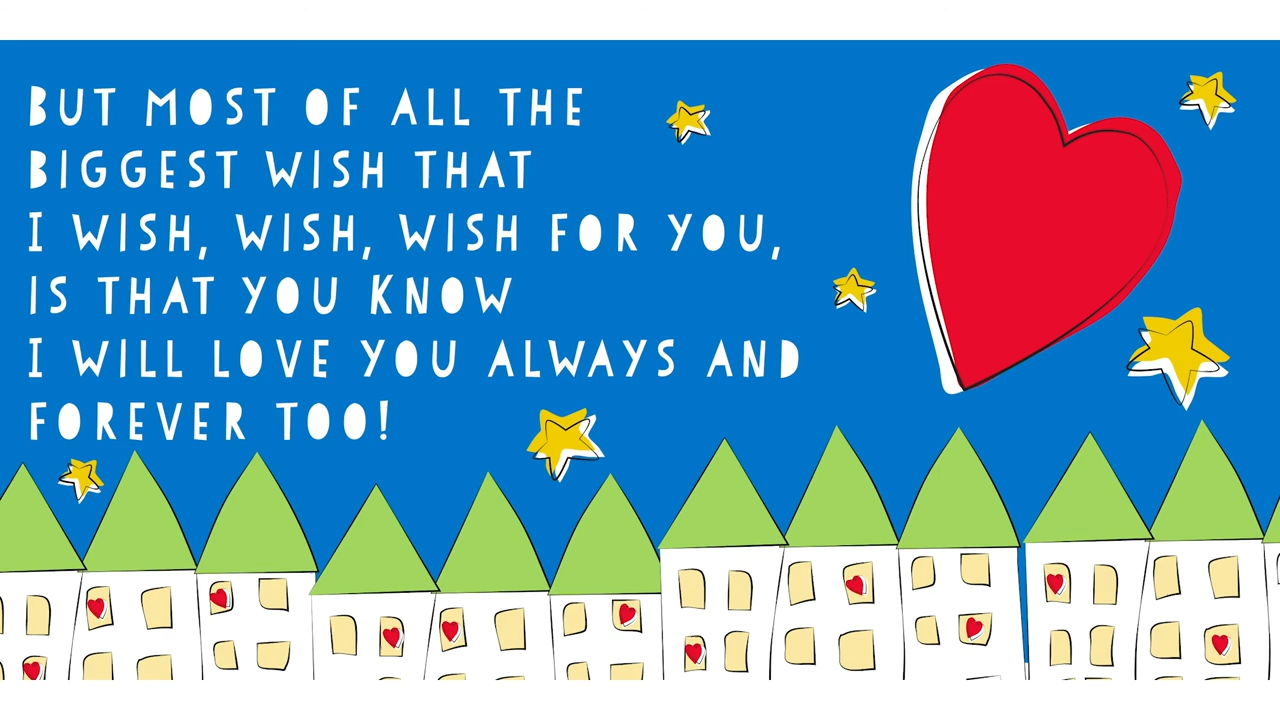 BUT MOST OF ALL THE
BIGGEST WISH THAT
I WISH, WISH, WISH FOR YOU,
IS THAT YOU KNOW
I WILL LOVE YOU ALWAYS AND
FOREVER TOO!